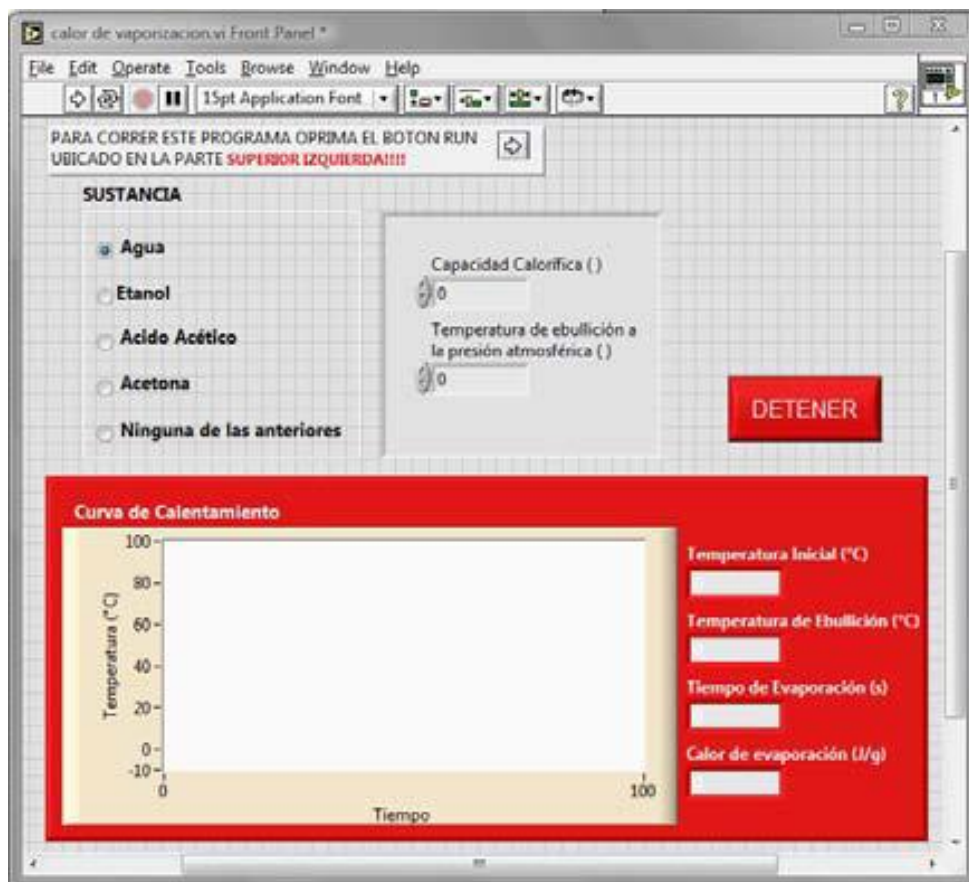 calor de vaporizacion.vi Front Panel *
File Edit Operate Tools Browse Window Help
15pt Application Font
?
1
PARA CORRER ESTE PROGRAMA OPRIMA EL BOTON RUN
UBICADO EN LA PARTE SUPERIOR IZQUIERDA!!!!
SUSTANCIA
Agua
Etanol
Acido Acético
Acetona
Ninguna de las anteriores
Capacidad Calorífica ( )
0
Temperatura de ebullición a
la presión atmosférica ( )
0
DETENER
Curva de Calentamiento
Temperatura (°C)
100
80
60
40
20
0
-10
0
100
Tiempo
Temperatura Inicial (°C)
Temperatura de Ebullición (°C)
Tiempo de Evaporación (s)
Calor de evaporación (J/g)